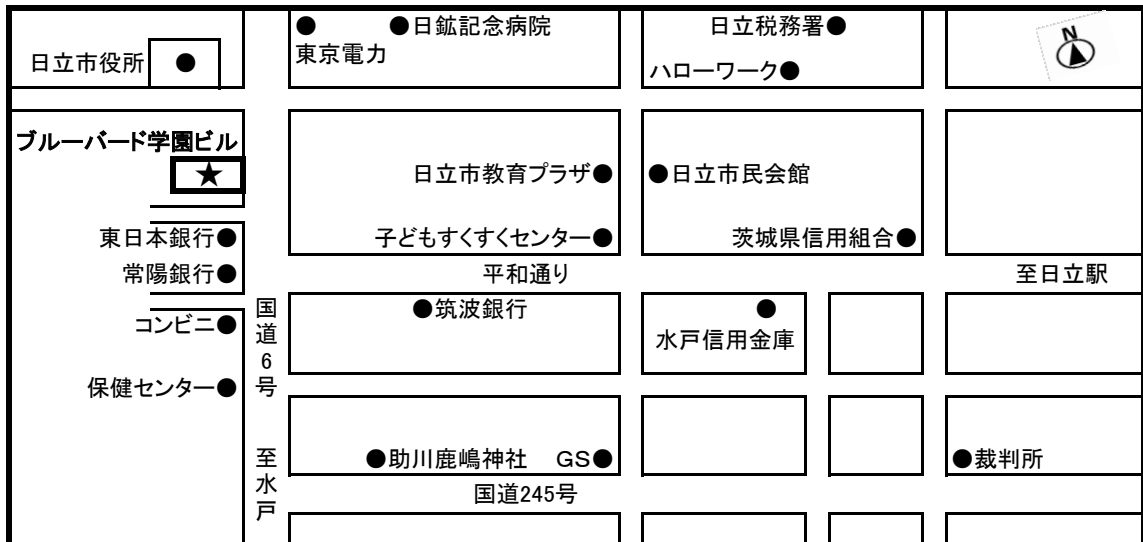 ●　●日鉱記念病院
東京電力
日立税務署●
ハローワーク●
N
日立市役所 ●
ブルーバード学園ビル
★
日立市教育プラザ●
●日立市民会館
東日本銀行●
子どもすくすくセンター●
茨城県信用組合●
常陽銀行●
平和通り
至日立駅
コンビニ●
国道6号
●筑波銀行
●
水戸信用金庫
保健センター●
至水戸
●助川鹿嶋神社　GS●
●裁判所
国道245号